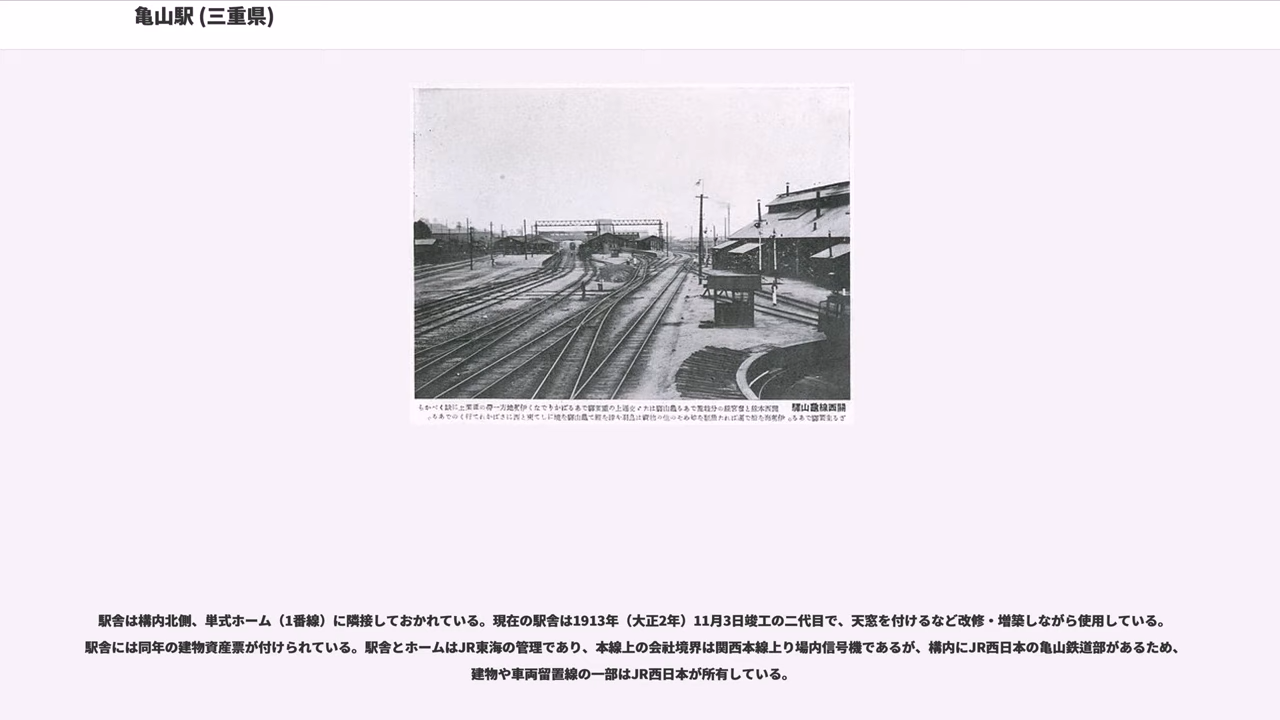 亀山駅 (三重県)
驛山龜線西關
駅舎は構内北側、単式ホーム（1番線）に隣接しておかれている。現在の駅舎は1913年（大正2年）11月3日竣工の二代目で、天窓を付けるなど改修・増築しながら使用している。
駅舎には同年の建物資産票が付けられている。駅舎とホームはJR東海の管理であり、本線上の会社境界は関西本線上り場内信号機であるが、構内にJR西日本の亀山鉄道部があるため、
建物や車両留置線の一部はJR西日本が所有している。